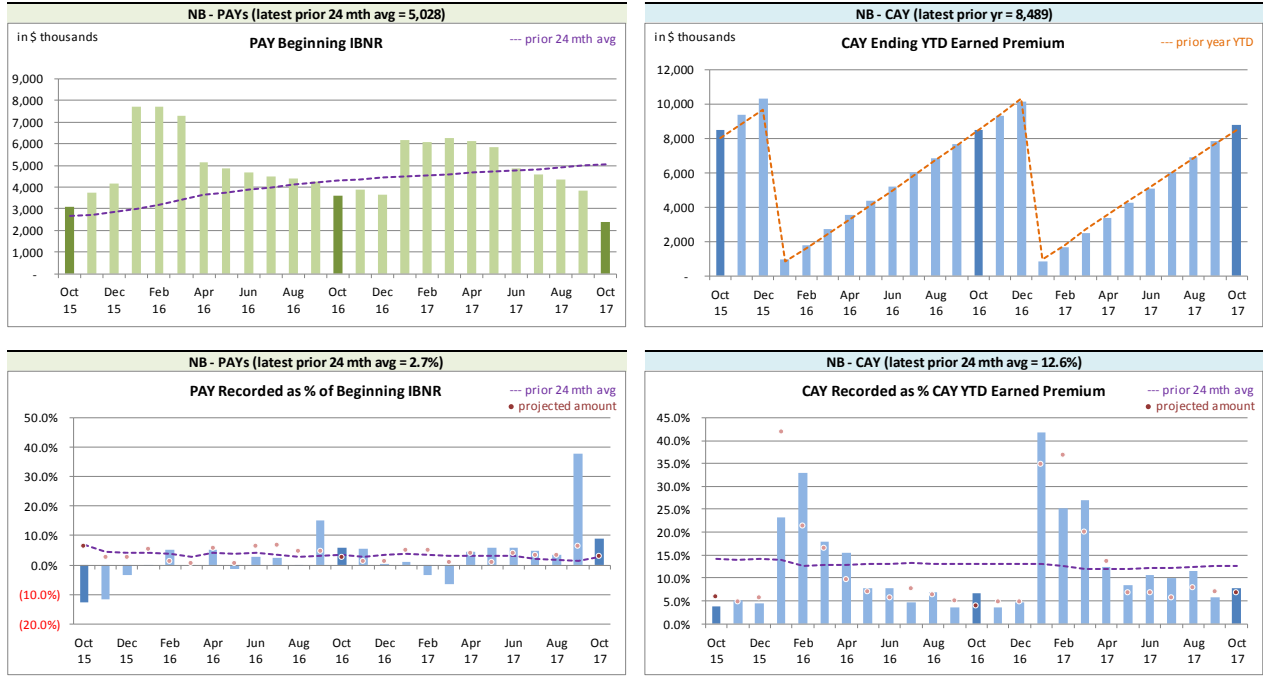 NB - PAYs (latest prior 24 mth avg = 5,028)
in $ thousands
PAY Beginning IBNR
--- prior 24 mth avg
9,000
8,000
7,000
6,000
5,000
4,000
3,000
2,000
1,000
-
Oct Dec Feb Apr Jun Aug Oct Dec Feb Apr Jun Aug Oct
15 15 16 16 16 16 16 16 17 17 17 17 17
NB - CAY (latest prior yr = 8,489)
in $ thousands
CAY Ending YTD Earned Premium
--- prior year YTD
12,000
10,000
8,000
6,000
4,000
2,000
-
Oct Dec Feb Apr Jun Aug Oct Dec Feb Apr Jun Aug Oct
15 15 16 16 16 16 16 16 17 17 17 17 17
NB - PAYs (latest prior 24 mth avg = 2.7%)
PAY Recorded as % of Beginning IBNR
--- prior 24 mth avg
• projected amount
50.0%
40.0%
30.0%
20.0%
10.0%
0.0%
(10.0%)
(20.0%)
Oct Dec Feb Apr Jun Aug Oct Dec Feb Apr Jun Aug Oct
15 15 16 16 16 16 16 16 17 17 17 17 17
NB - CAY (latest prior 24 mth avg = 12.6%)
CAY Recorded as % CAY YTD Earned Premium
--- prior 24 mth avg
• projected amount
45.0%
40.0%
35.0%
30.0%
25.0%
20.0%
15.0%
10.0%
5.0%
0.0%
Oct Dec Feb Apr Jun Aug Oct Dec Feb Apr Jun Aug Oct
15 15 16 16 16 16 16 16 17 17 17 17 17